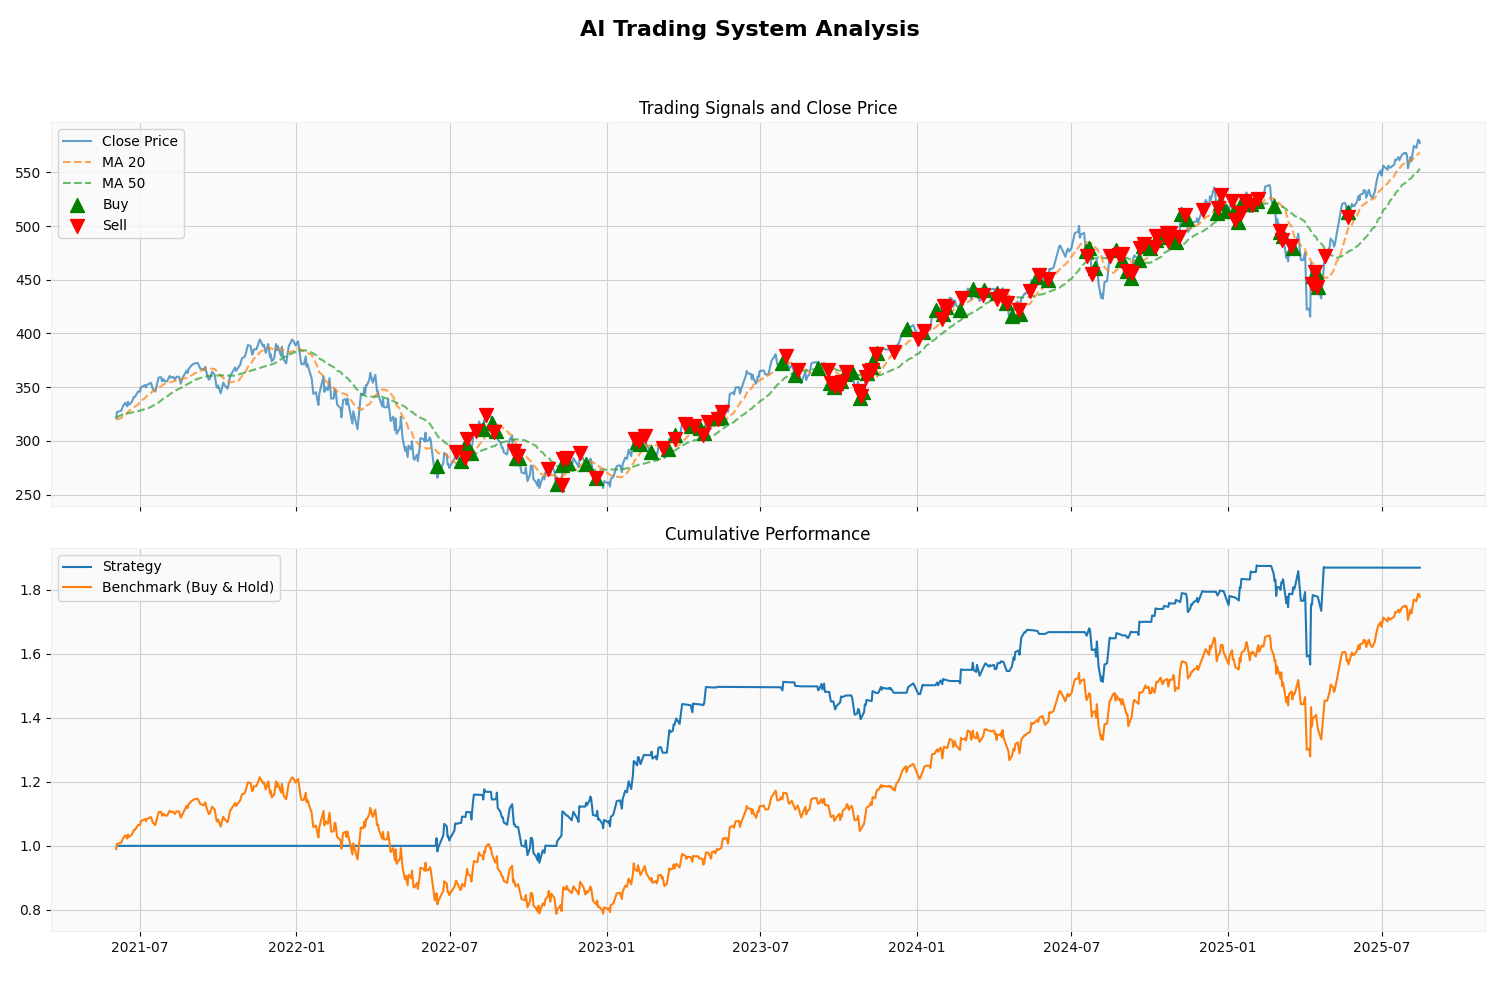 AI Trading System Analysis
Trading Signals and Close Price
Close Price
MA 20
MA 50
Buy
Sell
550
500
450
400
350
300
250
Cumulative Performance
Strategy
Benchmark (Buy & Hold)
1.8
1.6
1.4
1.2
1.0
0.8
2021-07 2022-01 2022-07 2023-01 2023-07 2024-01 2024-07 2025-01 2025-07